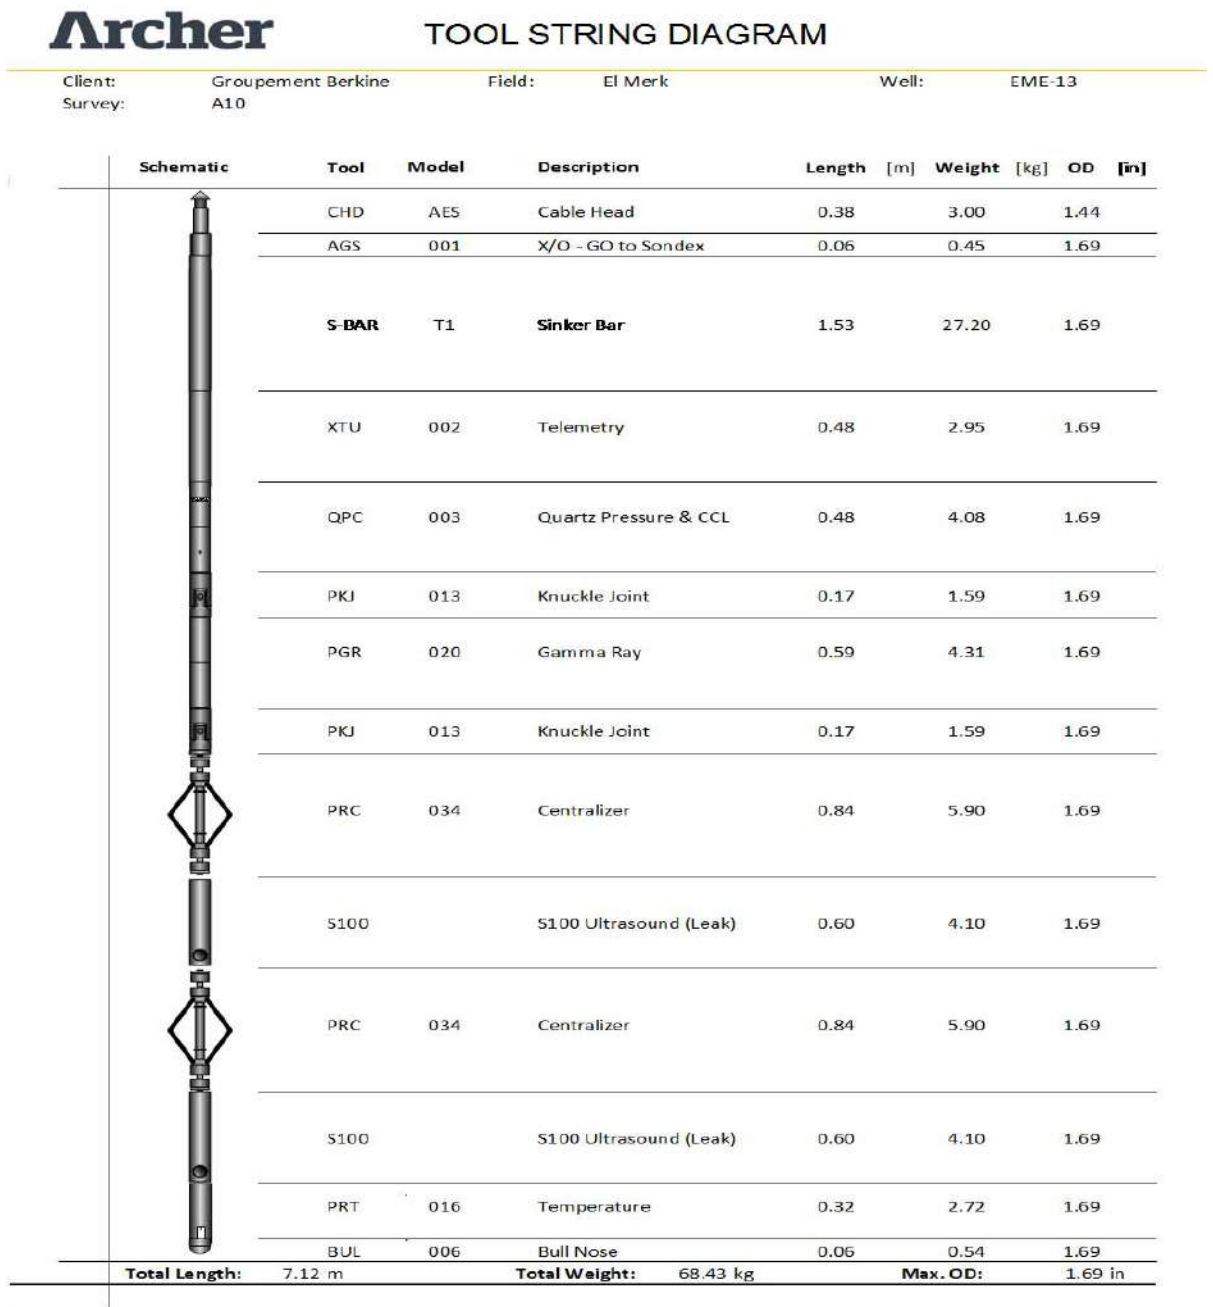 Archer TOOL STRING DIAGRAM
Client: Groupement Berkine Field: El Merk Well: EME-13
Survey: A10
Schematic Tool Model Description Length [m] Weight [kg] OD [in]
CHD AES Cable Head 0.38 3.00 1.44
AGS 001 X/O - GO to Sondex 0.06 0.45 1.69
S-BAR T1 Sinker Bar 1.53 27.20 1.69
XTU 002 Telemetry 0.48 2.95 1.69
QPC 003 Quartz Pressure & CCL 0.48 4.08 1.69
PKJ 013 Knuckle Joint 0.17 1.59 1.69
PGR 020 Gamma Ray 0.59 4.31 1.69
PKJ 013 Knuckle Joint 0.17 1.59 1.69
PRC 034 Centralizer 0.84 5.90 1.69
S100 S100 Ultrasound (Leak) 0.60 4.10 1.69
PRC 034 Centralizer 0.84 5.90 1.69
S100 S100 Ultrasound (Leak) 0.60 4.10 1.69
PRT 016 Temperature 0.32 2.72 1.69
BUL 006 Bull Nose 0.06 0.54 1.69
Total Length: 7.12 m Total Weight: 68.43 kg Max. OD: 1.69 in